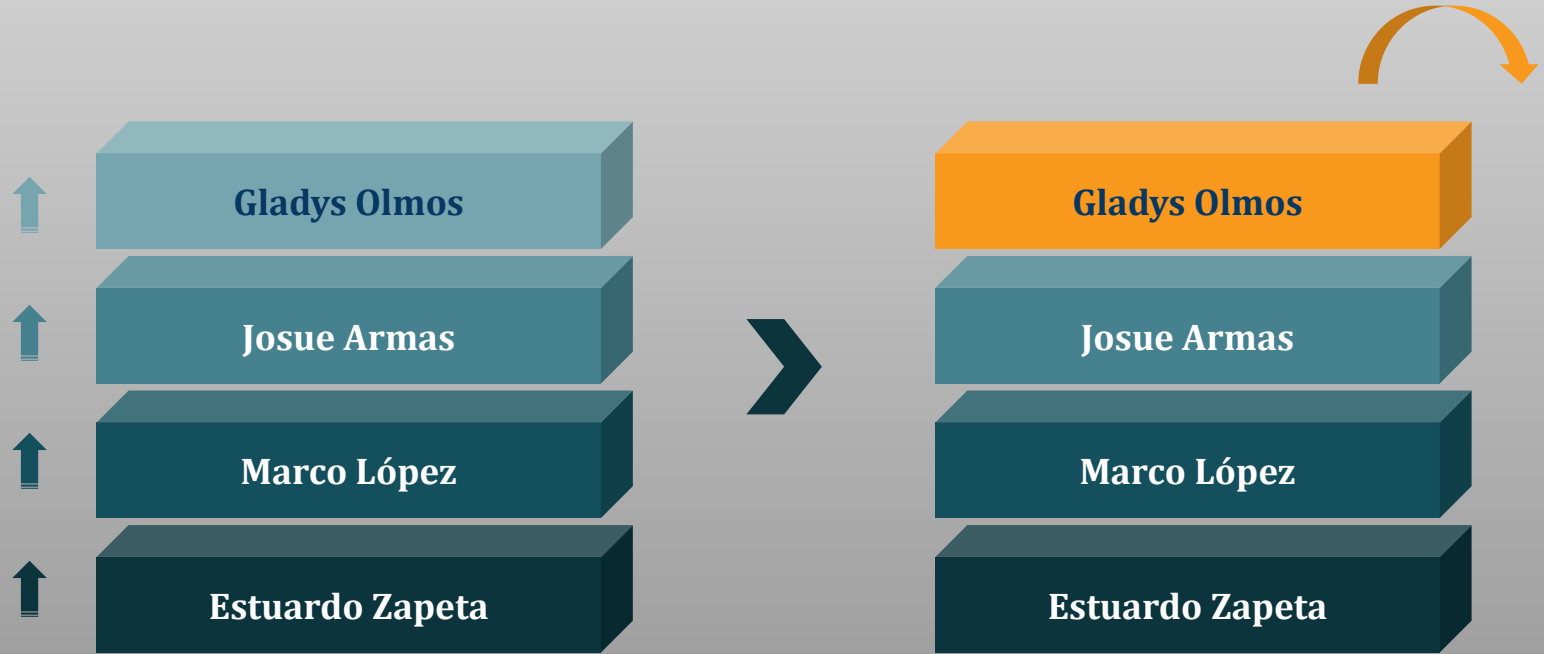 Gladys Olmos
Josue Armas
Marco López
Estuardo Zapeta
Gladys Olmos
Josue Armas
Marco López
Estuardo Zapeta